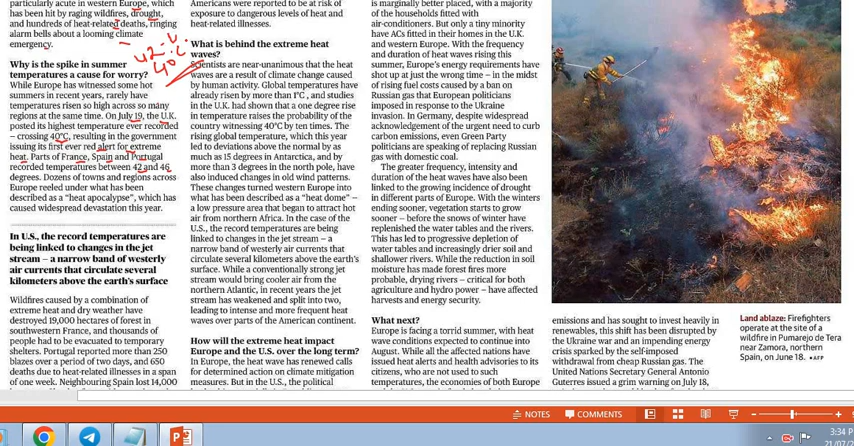 particularly acute in western Europe, which
has been hit by raging wildfires, drought,
and hundreds of heat-related deaths, ringing
alarm bells about a looming climate
emergency.
Why is the spike in summer
temperatures a cause for worry?
While Europe has witnessed some hot
summers in recent years, rarely have
temperatures risen so high across so many
regions at the same time. On July 19, the U.K.
posted its highest temperature ever recorded
– crossing 40°C, resulting in the government
issuing its first ever red alert for extreme
heat. Parts of France, Spain and Portugal
recorded temperatures between 42 and 46
degrees. Dozens of towns and regions across
Europe reeled under what has been
described as a “heat apocalypse”, which has
caused widespread devastation this year.
In U.S., the record temperatures are
being linked to changes in the jet
stream – a narrow band of westerly
air currents that circulate several
kilometers above the earth's surface
Wildfires caused by a combination of
extreme heat and dry weather have
destroyed 19,000 hectares of forest in
southwestern France, and thousands of
people had to be evacuated to temporary
shelters. Portugal reported more than 250
blazes over a period of two days, and 650
deaths due to heat-related illnesses in a span
of one week. Neighbouring Spain lost 14,000
Americans were reported to be at risk of
exposure to dangerous levels of heat and
heat-related illnesses.
What is behind the extreme heat
waves?
Scientists are near-unanimous that the heat
waves are a result of climate change caused
by human activity. Global temperatures have
already risen by more than 1°C , and studies
in the U.K. had shown that a one degree rise
in temperature raises the probability of the
country witnessing 40°C by ten times. The
rising global temperature, which this year
led to deviations above the normal by as
much as 15 degrees in Antarctica, and by
more than 3 degrees in the north pole, have
also induced changes in old wind patterns.
These changes turned western Europe into
what has been described as a “heat dome” –
a low pressure area that began to attract hot
air from northern Africa. In the case of the
U.S., the record temperatures are being
linked to changes in the jet stream – a
narrow band of westerly air currents that
circulate several kilometers above the earth's
surface. While a conventionally strong jet
stream would bring cooler air from the
northern Atlantic, in recent years the jet
stream has weakened and split into two,
leading to intense and more frequent heat
waves over parts of the American continent.
How will the extreme heat impact
Europe and the U.S. over the long term?
In Europe, the heat wave has renewed calls
for determined action on climate mitigation
measures. But in the U.S., the political
is marginally better placed, with a majority
of the households fitted with
air-conditioners. But only a tiny minority
have ACs fitted in their homes in the U.K.
and western Europe. With the frequency
and duration of heat waves rising this
summer, Europe's energy requirements have
shot up at just the wrong time – in the midst
of rising fuel costs caused by a ban on
Russian gas that European politicians
imposed in response to the Ukraine
invasion. In Germany, despite widespread
acknowledgement of the urgent need to curb
carbon emissions, even Green Party
politicians are speaking of replacing Russian
gas with domestic coal.
The greater frequency, intensity and
duration of the heat waves have also been
linked to the growing incidence of drought
in different parts of Europe. With the winters
ending sooner, vegetation starts to grow
sooner – before the snows of winter have
replenished the water tables and the rivers.
This has led to progressive depletion of
water tables and increasingly drier soil and
shallower rivers. While the reduction in soil
moisture has made forest fires more
probable, drying rivers – critical for both
agriculture and hydro power – have affected
harvests and energy security.
What next?
Europe is facing a torrid summer, with heat
wave conditions expected to continue into
August. While all the affected nations have
issued heat alerts and health advisories to its
citizens, who are not used to such
temperatures, the economies of both Europe
emissions and has sought to invest heavily in
renewables, this shift has been disrupted by
the Ukraine war and an impending energy
crisis sparked by the self-imposed
withdrawal from cheap Russian gas. The
United Nations Secretary General Antonio
Guterres issued a grim warning on July 18,
Land ablaze: Firefighters
operate at the site of a
wildfire in Pumarejo de Tera
near Zamora, northern
Spain, on June 18. •AFP
NOTES
COMMENTS
3:34 P
21/07/2